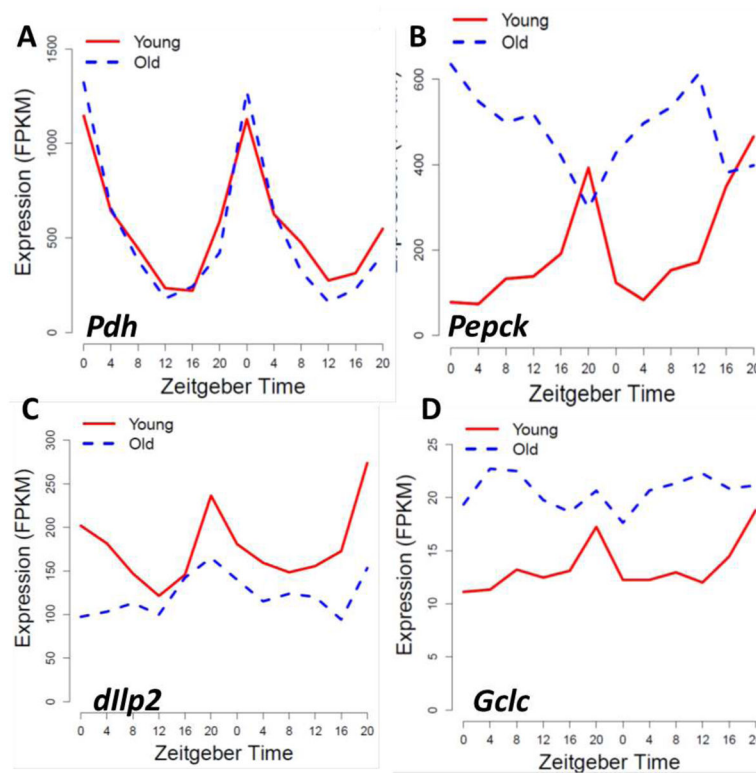 A
Young
Old
Expression (FPKM)
1500
1000
500
0
Pdh
0 4 8 12 16 20 0 4 8 12 16 20
Zeitgeber Time
B
Young
Old
600
400
200
0
Pepck
0 4 8 12 16 20 0 4 8 12 16 20
Zeitgeber Time
C
Young
Old
Expression (FPKM)
300
250
200
150
100
50
0
dIlp2
0 4 8 12 16 20 0 4 8 12 16 20
Zeitgeber Time
D
Young
Old
Expression (FPKM)
25
20
15
10
5
0
Gclc
0 4 8 12 16 20 0 4 8 12 16 20
Zeitgeber Time